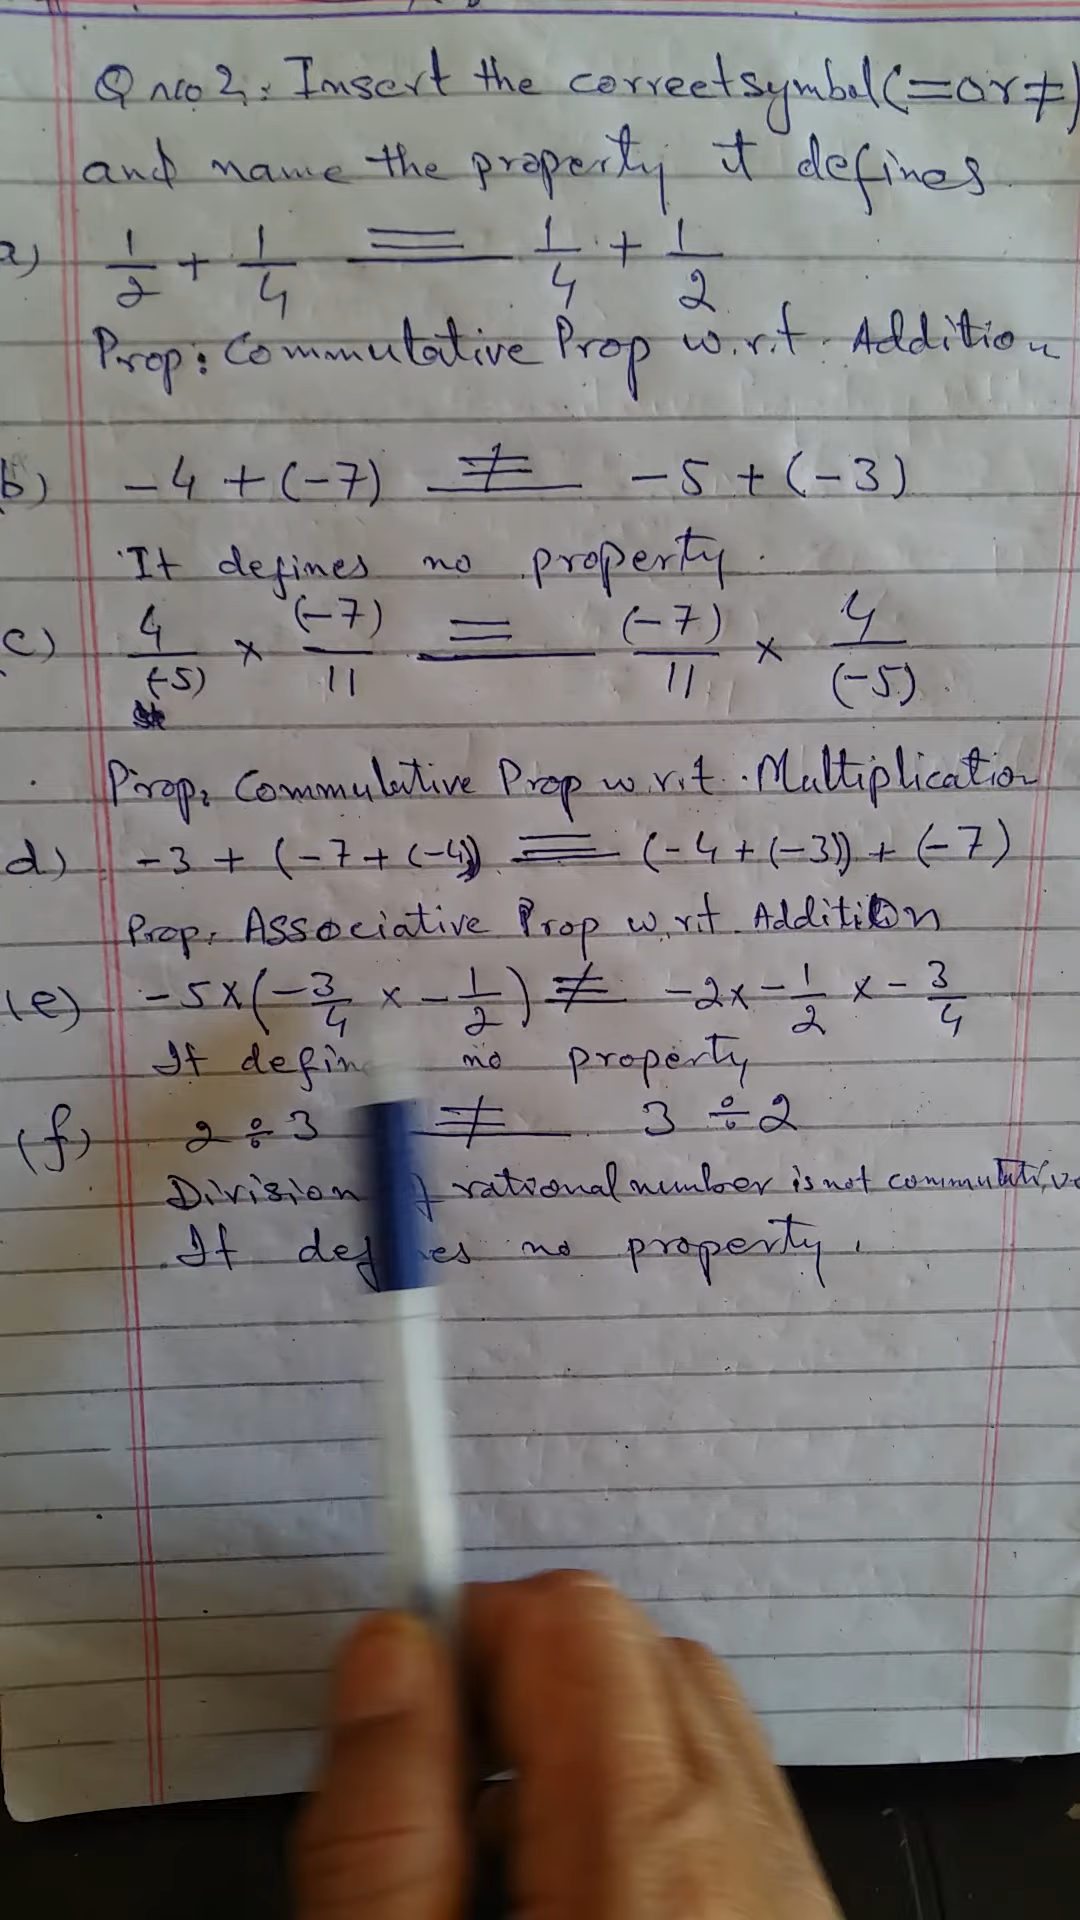 Q no 2: Insert the correct symbol (= or ≠)
and name the property it defines
a) 1/2 + 1/4 = 1/4 + 1/2
Prop: Commutative Prop w.r.t. Addition
b) -4 + (-7) ≠ -5 + (-3)
It defines no property.
c) 4/(-5) × (-7)/11 = (-7)/11 × 4/(-5)
Prop: Commutative Prop w.r.t. Multiplication
d) -3 + (-7 + (-4)) = (-4 + (-3)) + (-7)
Prop: Associative Prop w.r.t. Addition
(e) -5 × (-3/4 × -1/2) ≠ -2 × -1/2 × -3/4
It no property
(f) 2 ÷ 3 ≠ 3 ÷ 2
Division rational number is not commutative
It no property.